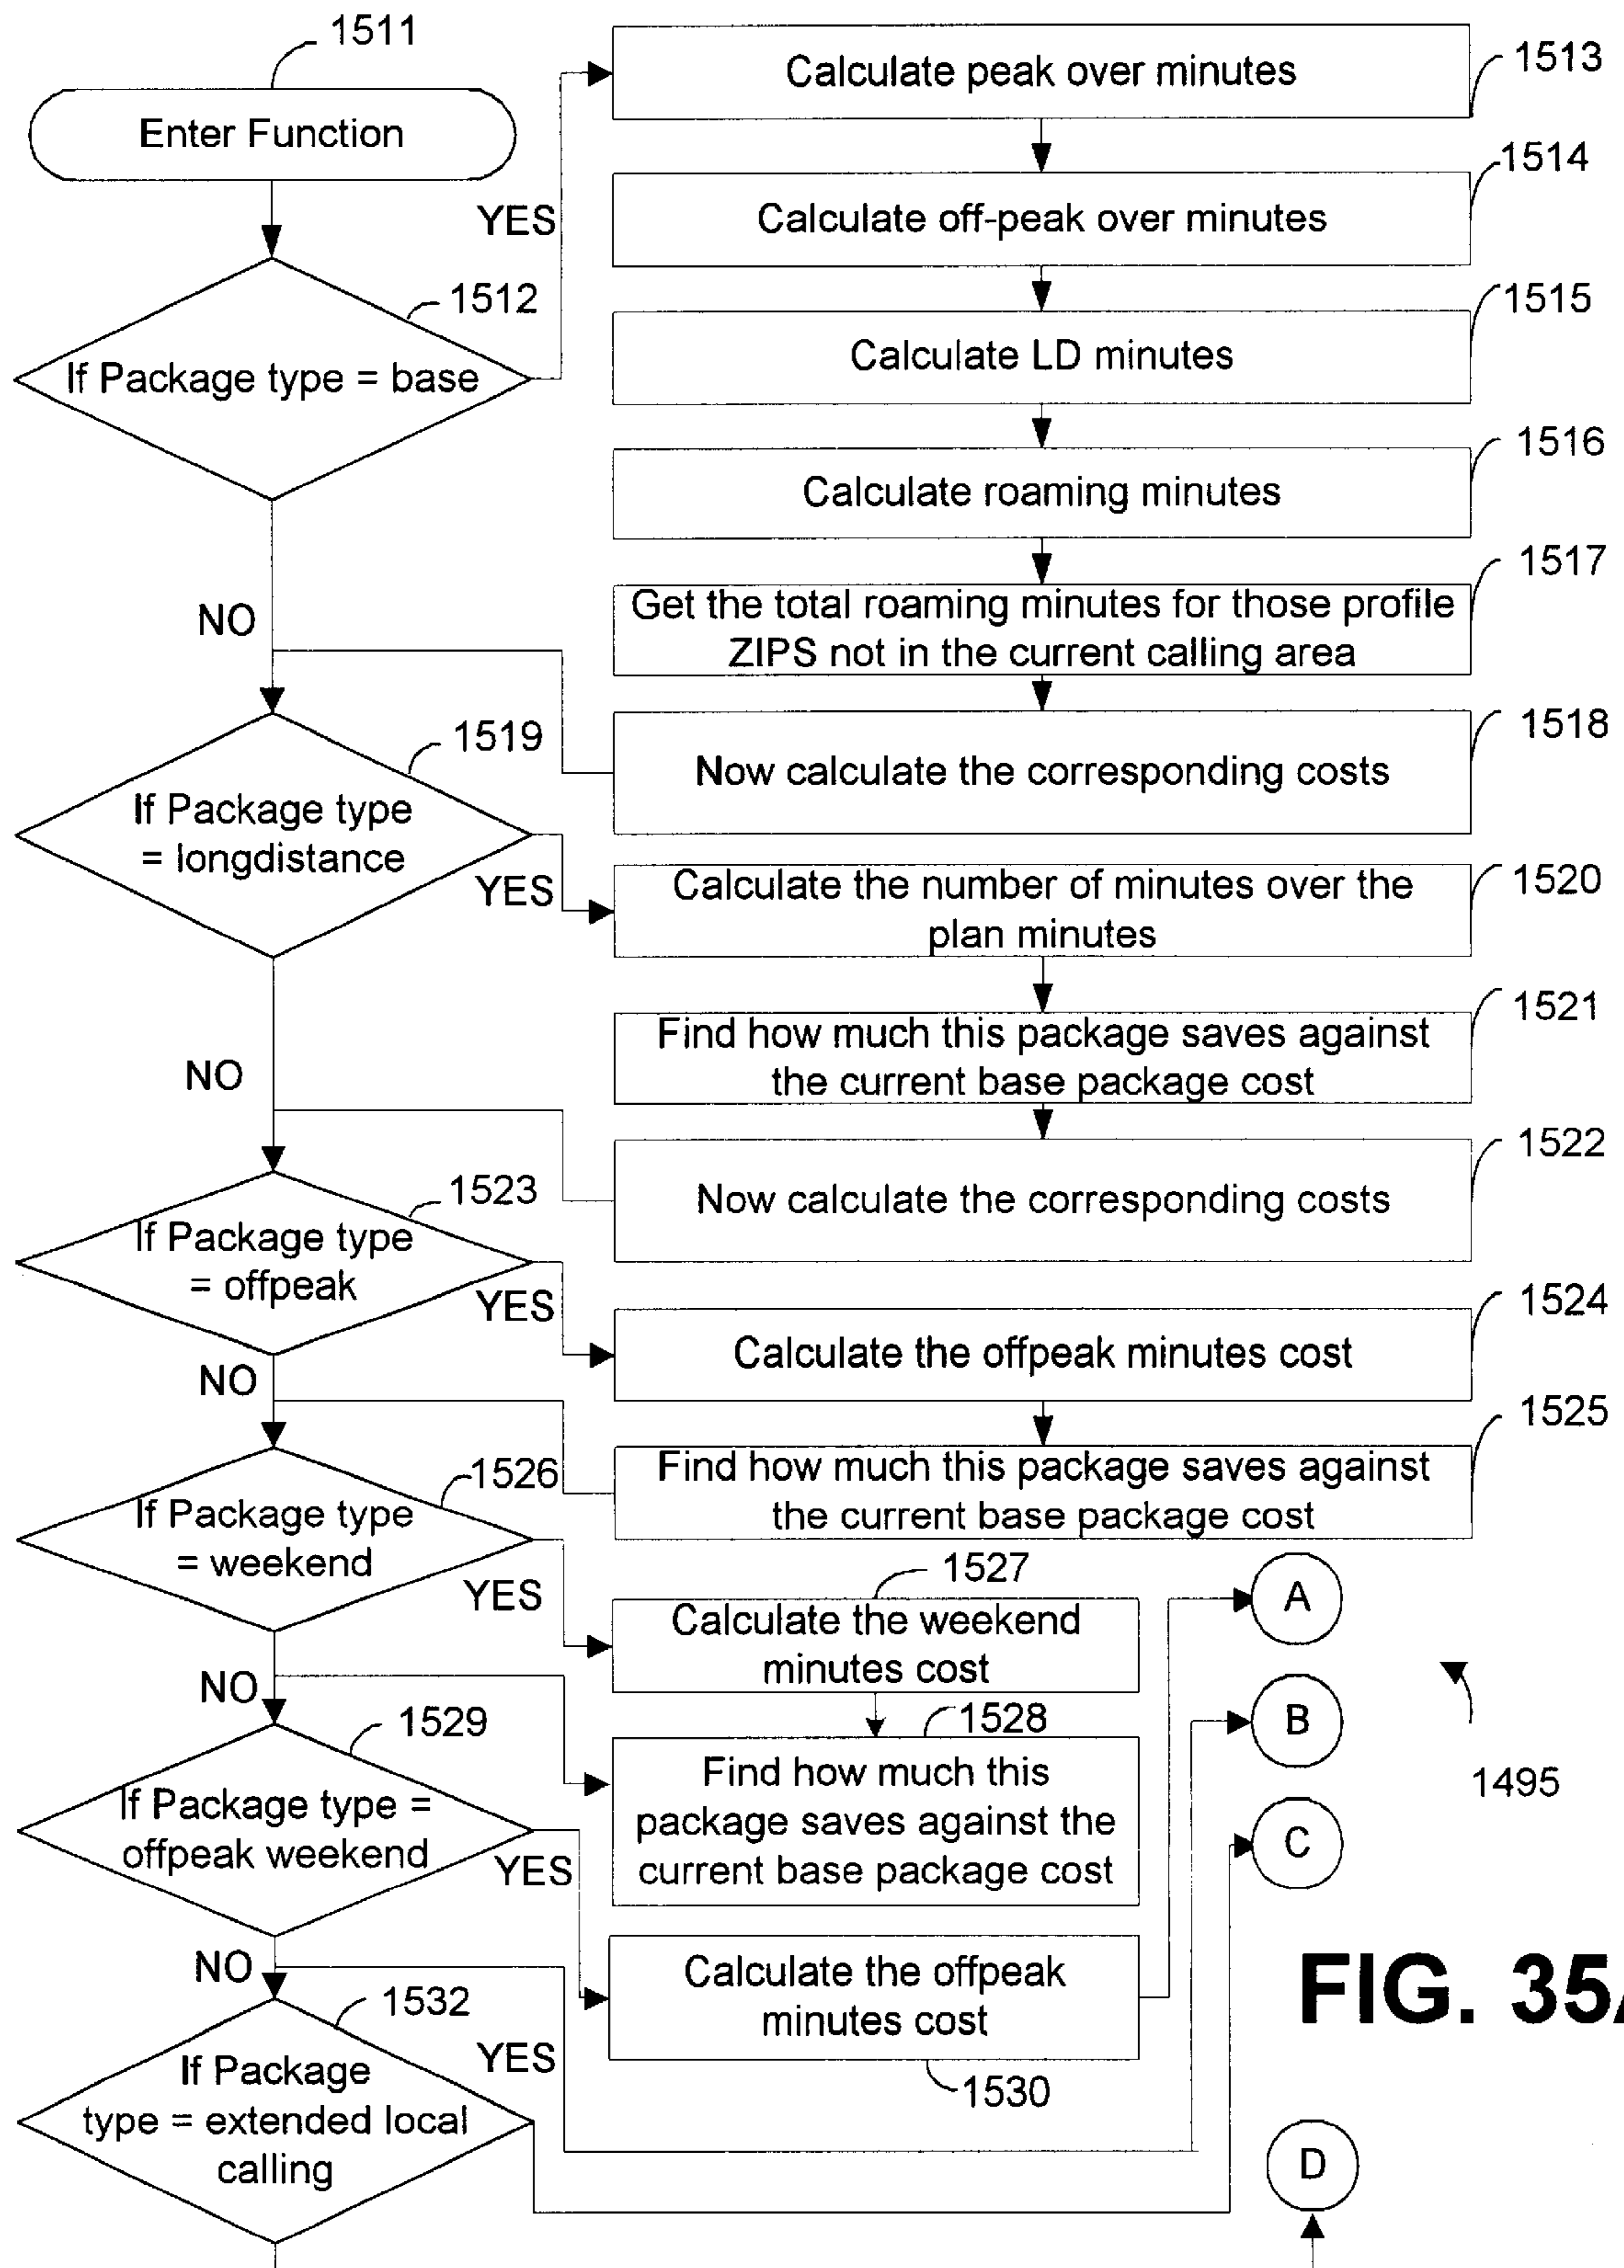 1511
Enter Function
YES
1512
If Package type = base
NO
Calculate peak over minutes
1513
Calculate off-peak over minutes
1514
Calculate LD minutes
1515
Calculate roaming minutes
1516
Get the total roaming minutes for those profile
ZIPS not in the current calling area
1517
Now calculate the corresponding costs
1518
1519
If Package type
= longdistance
YES
NO
Calculate the number of minutes over the
plan minutes
1520
Find how much this package saves against
the current base package cost
1521
Now calculate the corresponding costs
1522
1523
If Package type
= offpeak
YES
NO
Calculate the offpeak minutes cost
1524
Find how much this package saves against
the current base package cost
1525
1526
If Package type
= weekend
YES
NO
1527
Calculate the weekend
minutes cost
1528
Find how much this
package saves against the
current base package cost
1529
If Package type =
offpeak weekend
YES
NO
Calculate the offpeak
minutes cost
1530
1532
If Package
type = extended local
calling
YES
A
B
C
D
1495
FIG. 35A